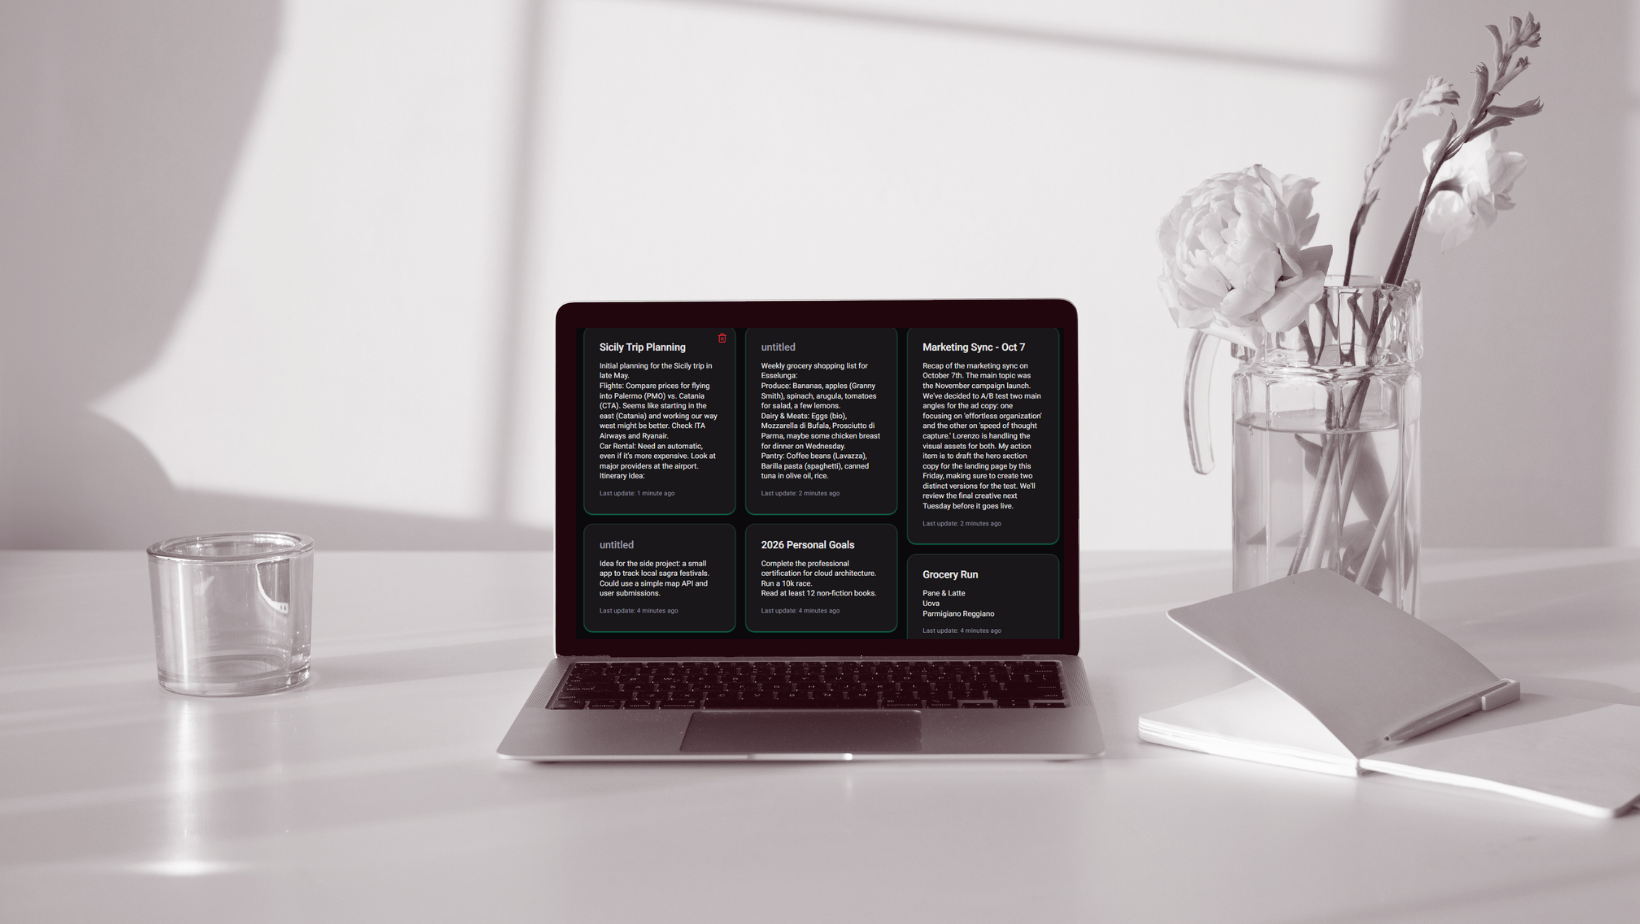 Sicily Trip Planning
Initial planning for the Sicily trip in
late May.
Flights: Compare prices for flying
into Palermo (PMO) vs. Catania
(CTA). Seems like starting in the
east (Catania) and working our way
west might be better. Check ITA
Airways and Ryanair.
Car Rental: Need an automatic,
even if it's more expensive. Look at
major providers at the airport.
Itinerary Idea:
Last update: 1 minute ago
untitled
Weekly grocery shopping list for
Esselunga:
Produce: Bananas, apples (Granny
Smith), spinach, arugula, tomatoes
for salad, a few lemons.
Dairy & Meats: Eggs (bio),
Mozzarella di Bufala, Prosciutto di
Parma, maybe some chicken breast
for dinner on Wednesday.
Pantry: Coffee beans (Lavazza),
Barilla pasta (spaghetti), canned
tuna in olive oil, rice.
Last update: 2 minutes ago
Marketing Sync - Oct 7
Recap of the marketing sync on
October 7th. The main topic was
the November campaign launch.
We've decided to A/B test two main
angles for the ad copy: one
focusing on 'effortless organization'
and the other on 'speed of thought
capture.' Lorenzo is handling the
visual assets for both. My action
item is to draft the hero section
copy for the landing page by this
Friday, making sure to create two
distinct versions for the test. We'll
review the final creative next
Tuesday before it goes live.
Last update: 2 minutes ago
untitled
Idea for the side project: a small
app to track local sagra festivals.
Could use a simple map API and
user submissions.
Last update: 4 minutes ago
2026 Personal Goals
Complete the professional
certification for cloud architecture.
Run a 10k race.
Read at least 12 non-fiction books.
Last update: 4 minutes ago
Grocery Run
Pane & Latte
Uova
Parmigiano Reggiano
Last update: 4 minutes ago